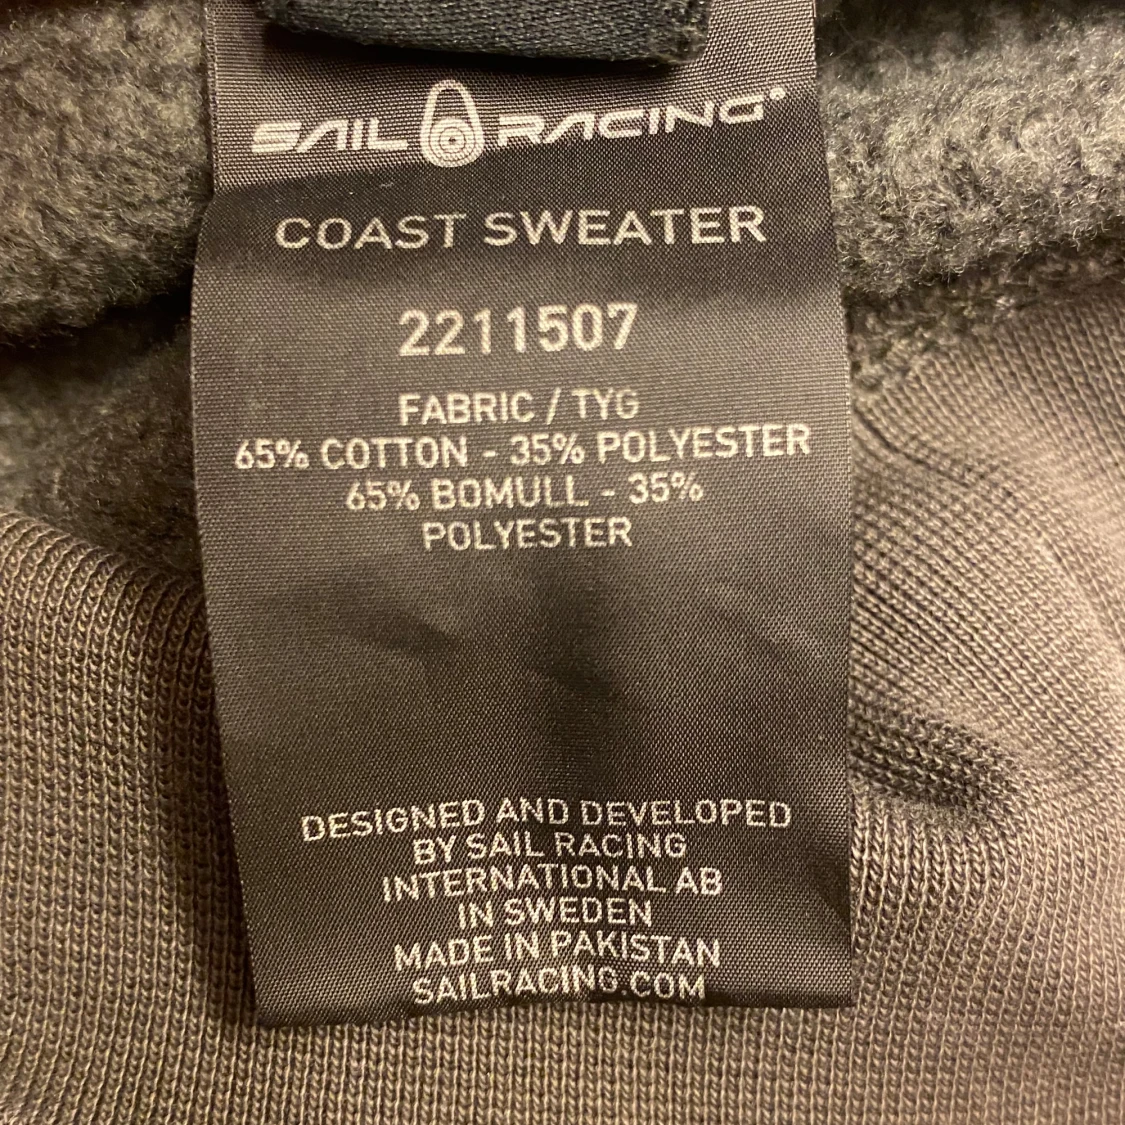 SAIL RACING®
COAST SWEATER
2211507
FABRIC / TYG
65% COTTON - 35% POLYESTER
65% BOMULL - 35%
POLYESTER
DESIGNED AND DEVELOPED
BY SAIL RACING
INTERNATIONAL AB
IN SWEDEN
MADE IN PAKISTAN
SAILRACING.COM